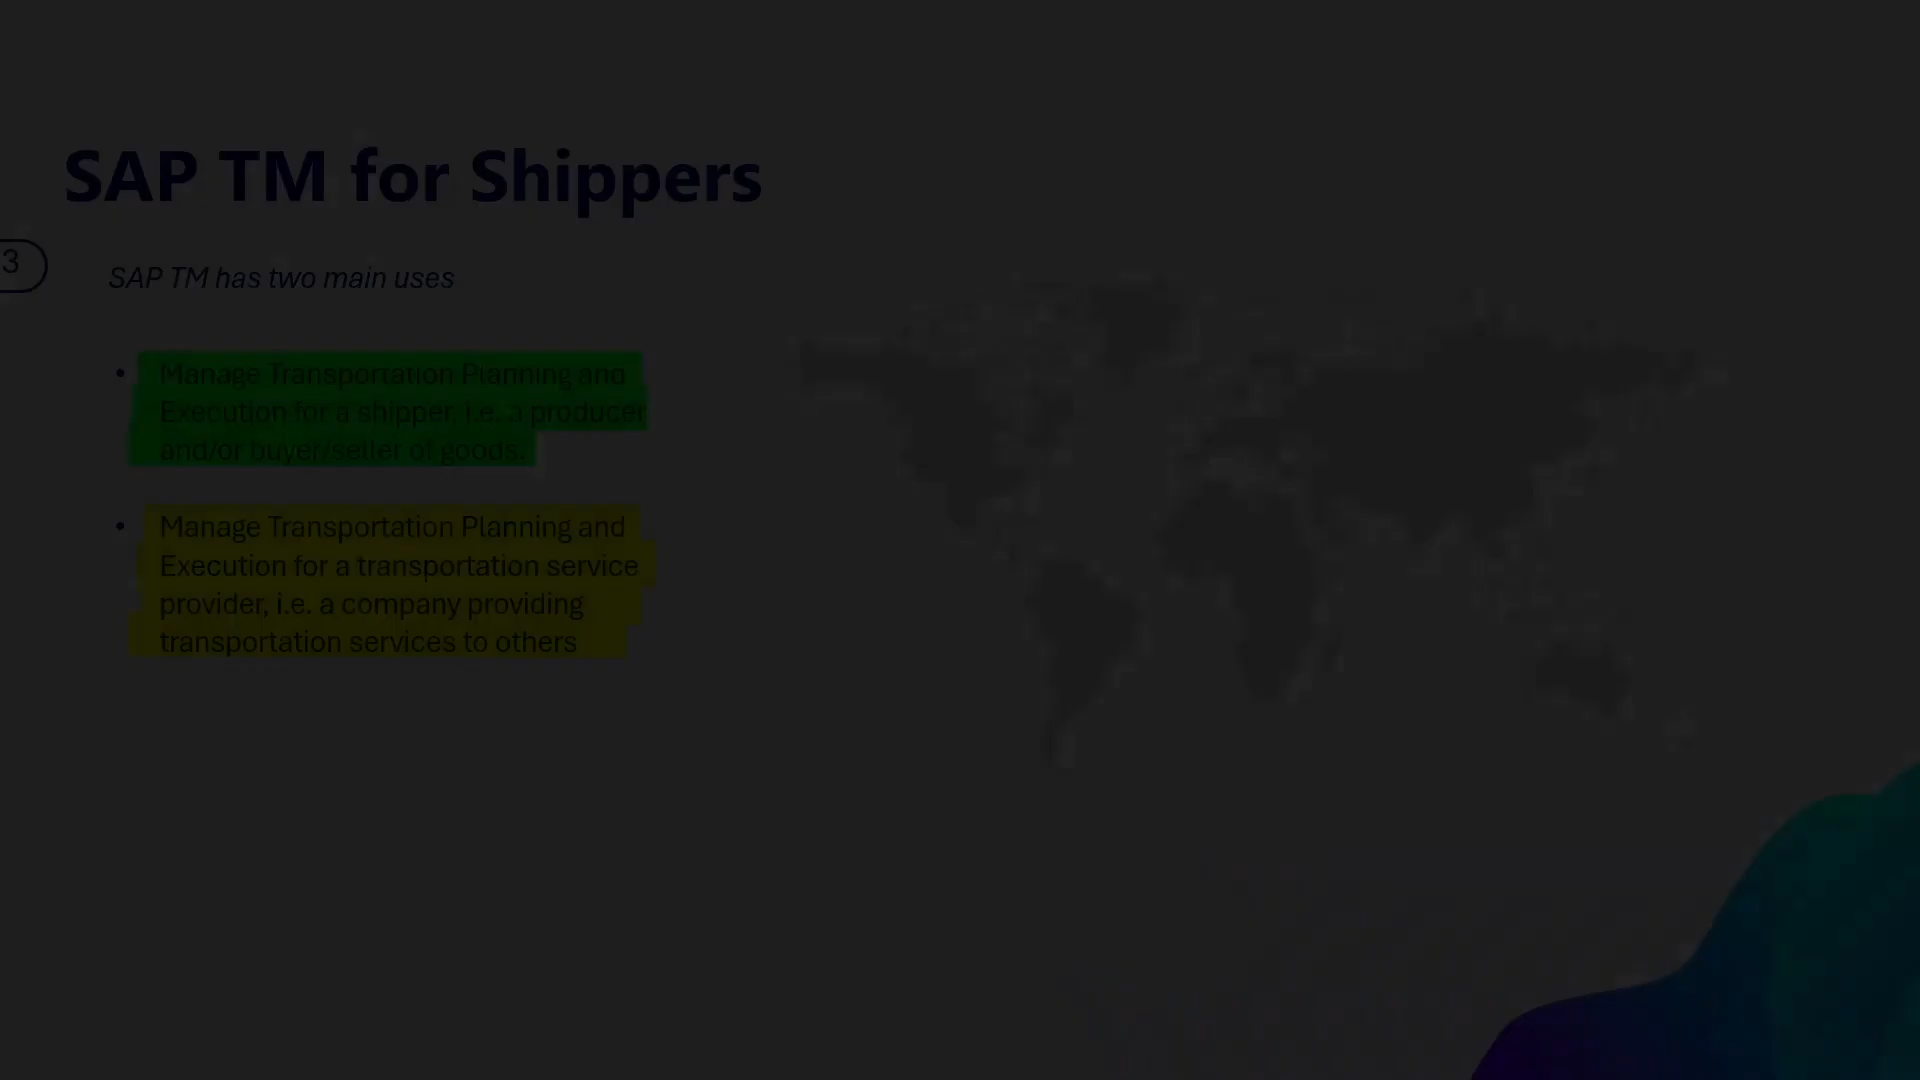 SAP TM for Shippers
3
SAP TM has two main uses
• Manage Transportation Planning and
Execution for a shipper, i.e. a producer
and/or buyer/seller of goods.
• Manage Transportation Planning and
Execution for a transportation service
provider, i.e. a company providing
transportation services to others